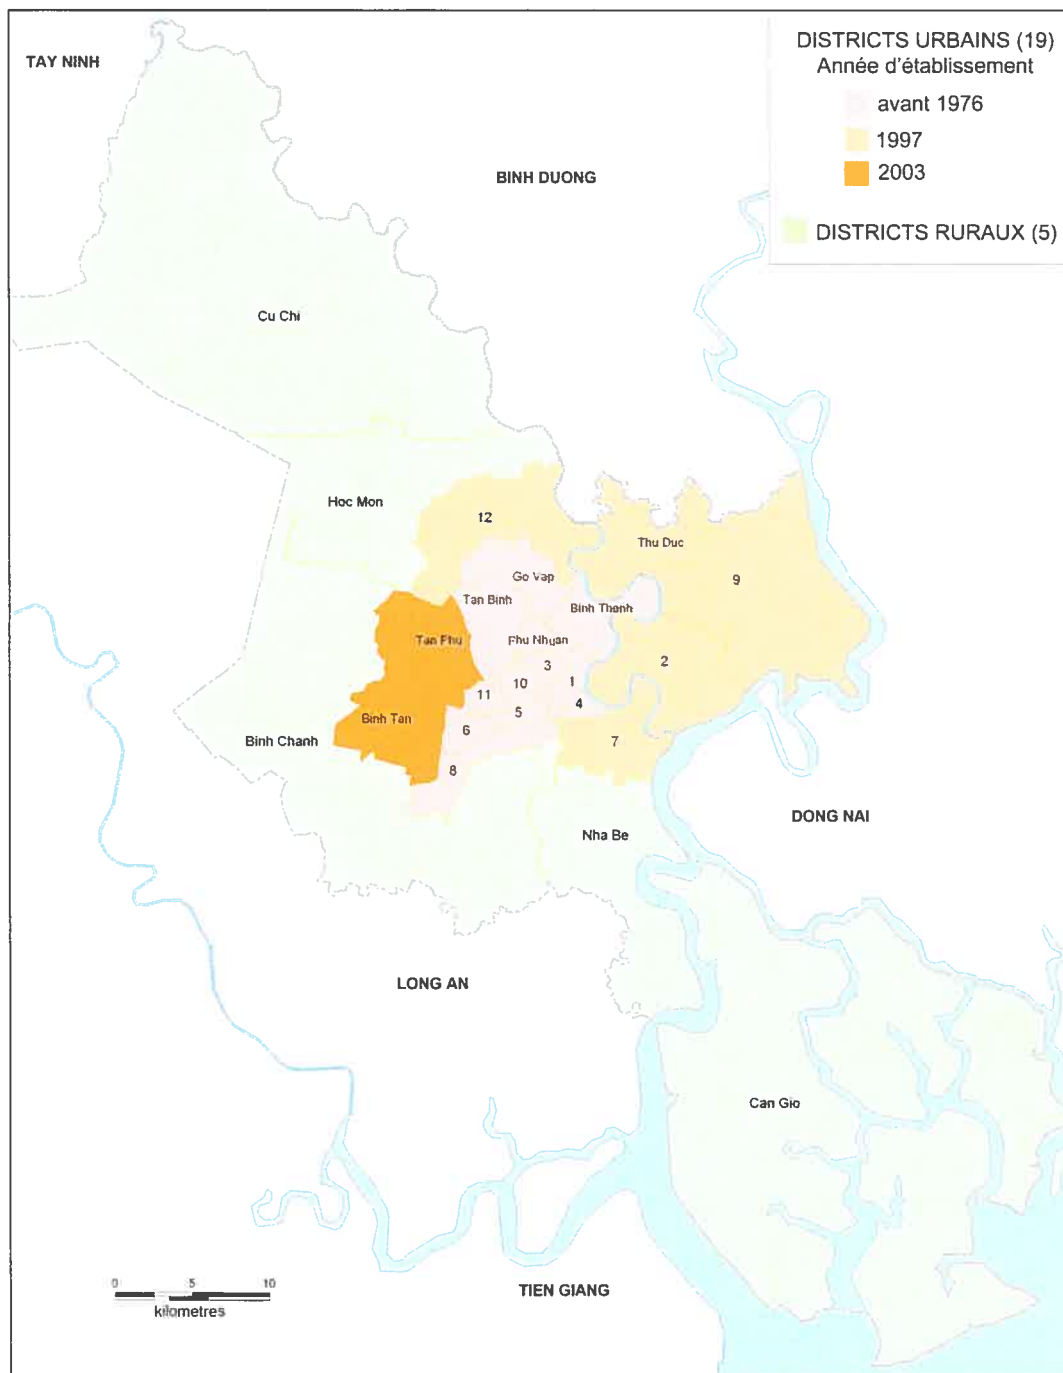 TAY NINH
DISTRICTS URBAINS (19)
Année d'établissement
avant 1976
1997
2003
DISTRICTS RURAUX (5)
BINH DUONG
Cu Chi
Hoc Mon
12
Thu Duc
9
Go Vap
Tan Binh
Binh Thanh
Tan Phu
Phu Nhuan
3
2
10
1
11
4
5
Binh Tan
6
7
Binh Chanh
8
DONG NAI
Nha Be
LONG AN
Can Gio
0 5 10
kilometres
TIEN GIANG